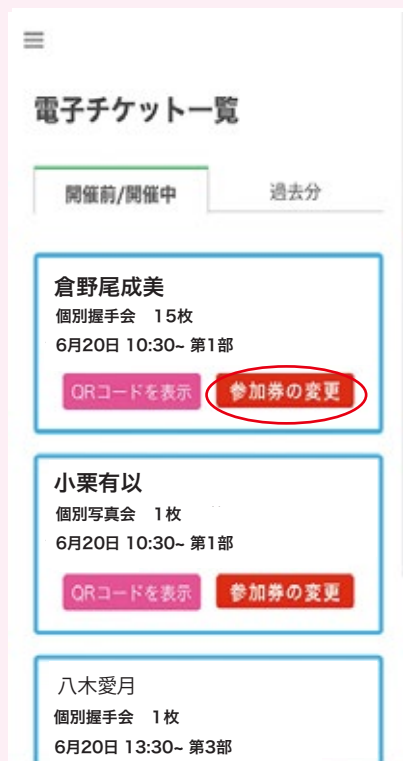 電子チケット一覧
開催前/開催中　過去分
倉野尾成美
個別握手会　15枚
6月20日 10:30~ 第1部
QRコードを表示　参加券の変更
小栗有以
個別写真会　1枚
6月20日 10:30~ 第1部
QRコードを表示　参加券の変更
八木愛月
個別握手会　1枚
6月20日 13:30~ 第3部